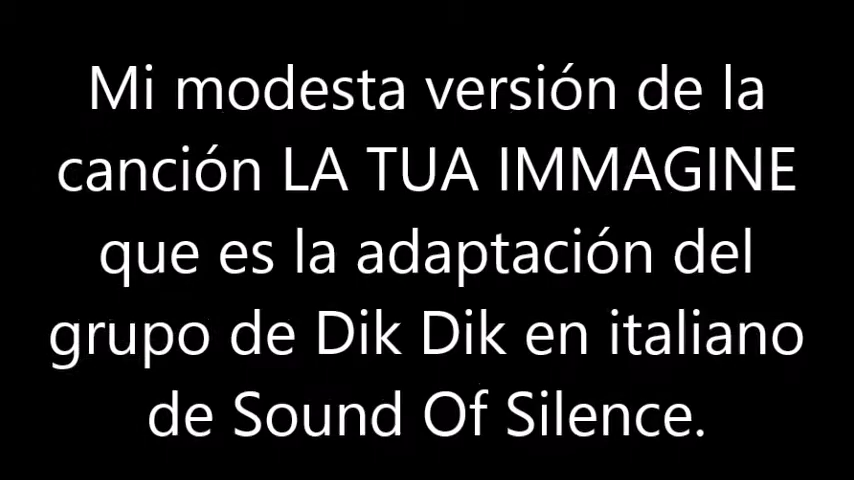 Mi modesta versión de la
canción LA TUA IMMAGINE
que es la adaptación del
grupo de Dik Dik en italiano
de Sound Of Silence.